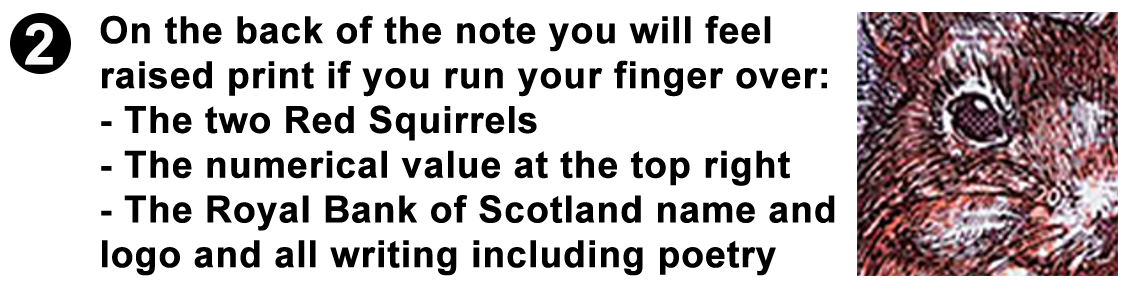 2 On the back of the note you will feel
raised print if you run your finger over:
- The two Red Squirrels
- The numerical value at the top right
- The Royal Bank of Scotland name and
logo and all writing including poetry